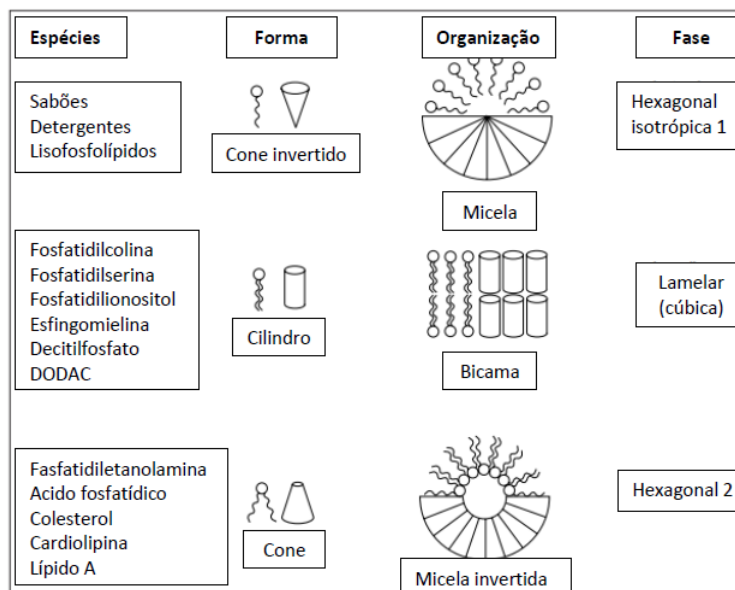 Espécies
Forma
Organização
Fase
Sabões
Detergentes
Lisofosfolípidos
Cone invertido
Micela
Hexagonal
isotrópica 1
Fosfatidilcolina
Fosfatidilserina
Fosfatidilionositol
Esfingomielina
Decitilfosfato
DODAC
Cilindro
Bicama
Lamelar
(cúbica)
Fasfatidiletanolamina
Acido fosfatídico
Colesterol
Cardiolipina
Lípido A
Cone
Micela invertida
Hexagonal 2